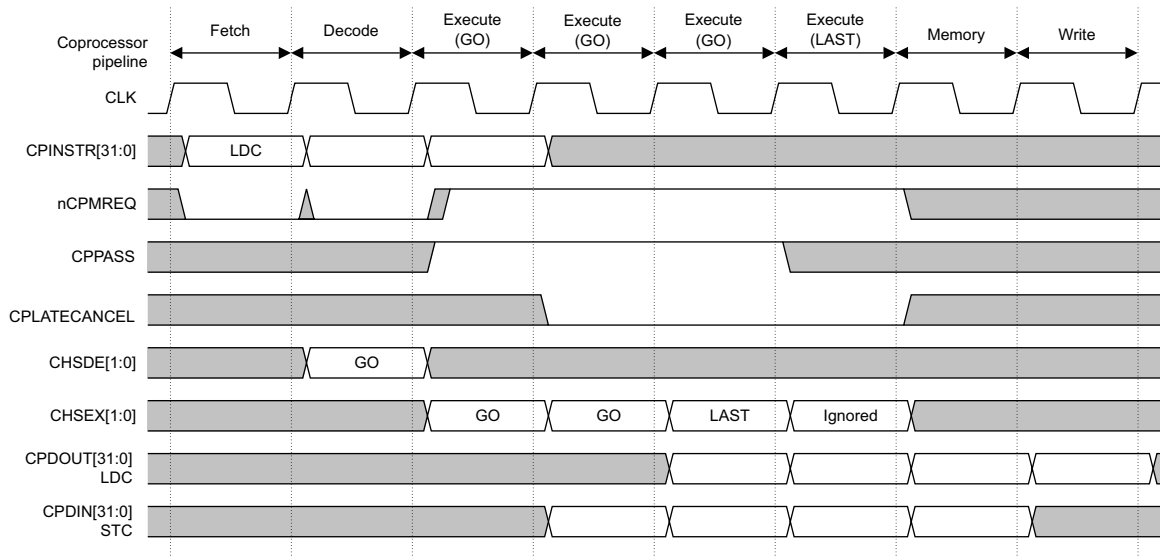 Coprocessor
pipeline
Fetch
Decode
Execute
(GO)
Execute
(GO)
Execute
(GO)
Execute
(LAST)
Memory
Write
CLK
CPINSTR[31:0]
LDC
nCPMREQ
CPPASS
CPLATECANCEL
CHSDE[1:0]
GO
CHSEX[1:0]
GO
GO
LAST
Ignored
CPDOUT[31:0]
LDC
CPDIN[31:0]
STC